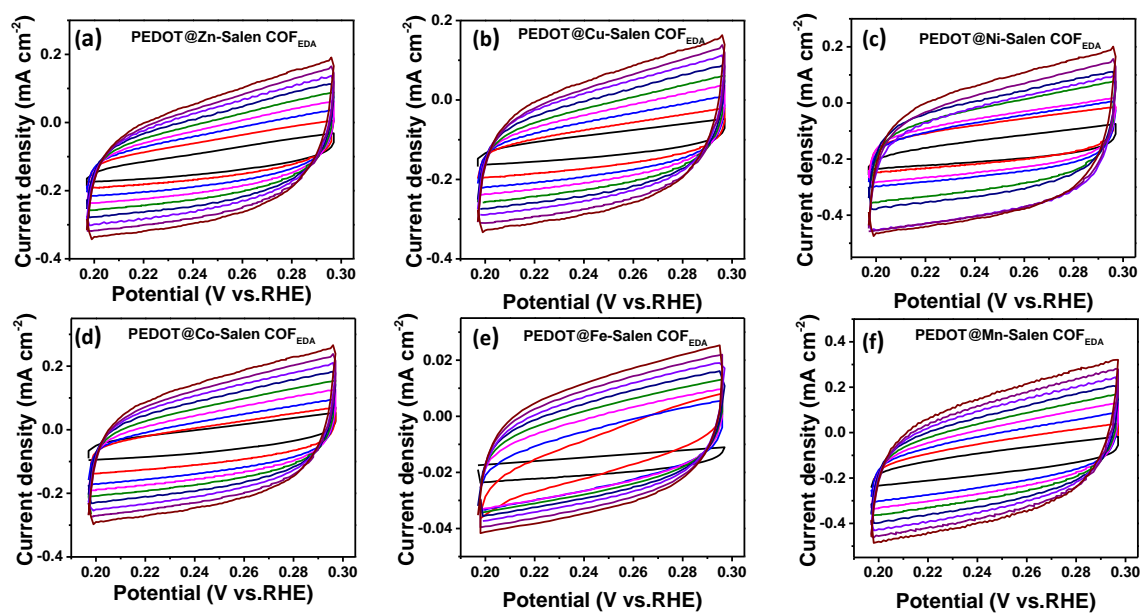 (a) PEDOT@Zn-Salen COF_EDA
Current density (mA cm⁻²)
0.2
0.0
-0.2
-0.4
0.20 0.22 0.24 0.26 0.28 0.30
Potential (V vs.RHE)
(b) PEDOT@Cu-Salen COF_EDA
Current density (mA cm⁻²)
0.2
0.0
-0.2
-0.4
0.20 0.22 0.24 0.26 0.28 0.30
Potential (V vs.RHE)
(c) PEDOT@Ni-Salen COF_EDA
Current density (mA cm⁻²)
0.2
0.0
-0.2
-0.4
0.20 0.22 0.24 0.26 0.28 0.30
Potential (V vs.RHE)
(d) PEDOT@Co-Salen COF_EDA
Current density (mA cm⁻²)
0.2
0.0
-0.2
-0.4
0.20 0.22 0.24 0.26 0.28 0.30
Potential (V vs.RHE)
(e) PEDOT@Fe-Salen COF_EDA
Current density (mA cm⁻²)
0.02
0.00
-0.02
-0.04
0.20 0.22 0.24 0.26 0.28 0.30
Potential (V vs.RHE)
(f) PEDOT@Mn-Salen COF_EDA
Current density (mA cm⁻²)
0.4
0.2
0.0
-0.2
-0.4
0.20 0.22 0.24 0.26 0.28 0.30
Potential (V vs.RHE)